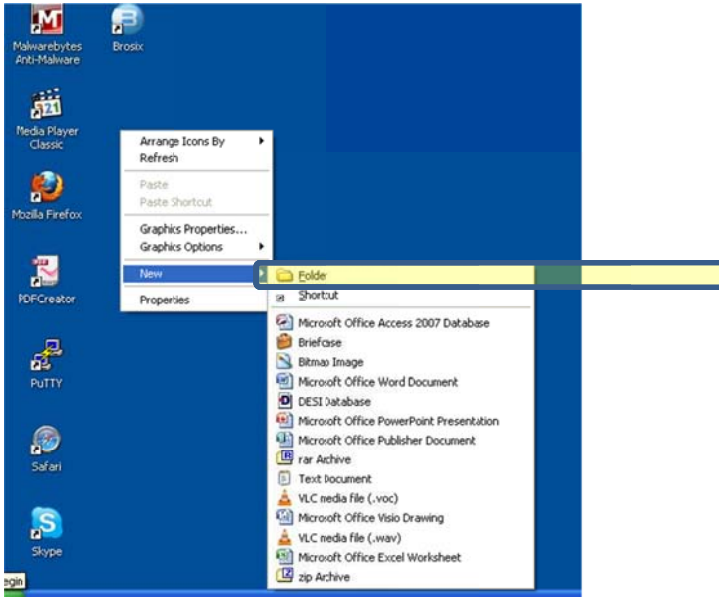 Malwarebytes
Anti-Malware
Brosix
Media Player
Classic
Mozilla Firefox
PDFCreator
PuTTY
Safari
Skype
egin
Arrange Icons By
Refresh
Paste
Paste Shortcut
Graphics Properties...
Graphics Options
New
Properties
Folder
Shortcut
Microsoft Office Access 2007 Database
Briefcase
Bitmap Image
Microsoft Office Word Document
DESI Database
Microsoft Office PowerPoint Presentation
Microsoft Office Publisher Document
rar Archive
Text Document
VLC media file (.voc)
Microsoft Office Visio Drawing
VLC media file (.wav)
Microsoft Office Excel Worksheet
zip Archive